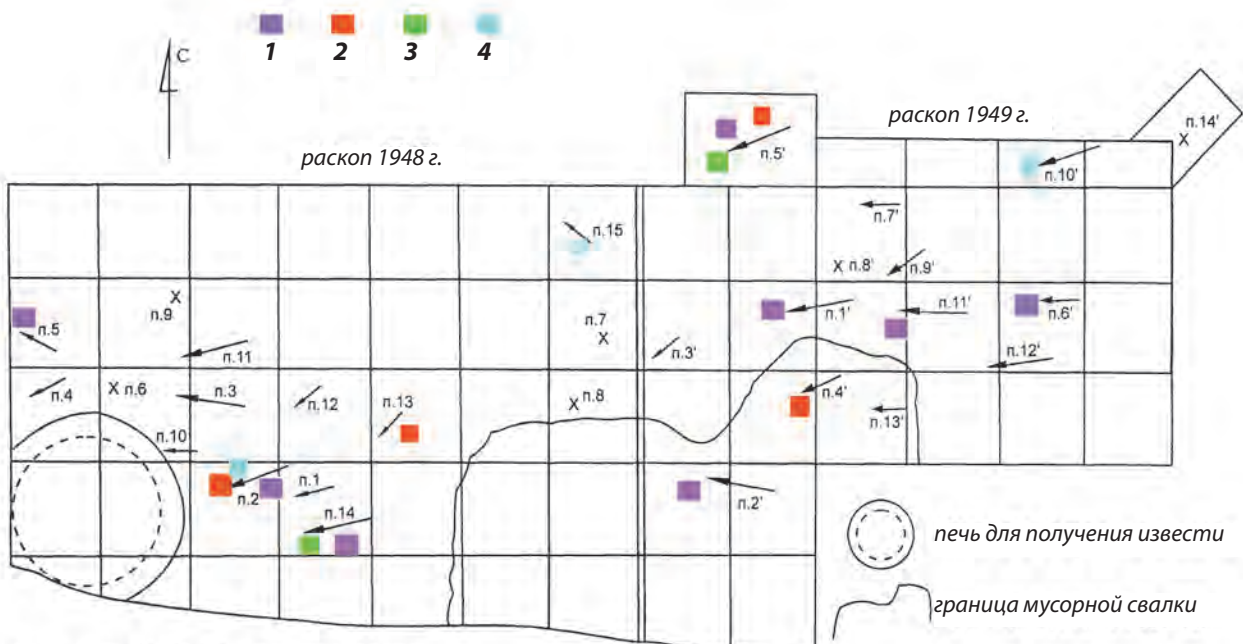 1 2 3 4
С
раскоп 1948 г.
раскоп 1949 г.
п.14'
п.5'
п.10'
п.7'
п.15
п.8'
п.9'
п.5
п.9
п.7
п.1'
п.11'
п.6'
п.11
п.3'
п.12'
п.4
п.6
п.3
п.12
п.13
п.8
п.4'
п.13'
п.10
п.2
п.1
п.2'
п.14
печь для получения извести
граница мусорной свалки